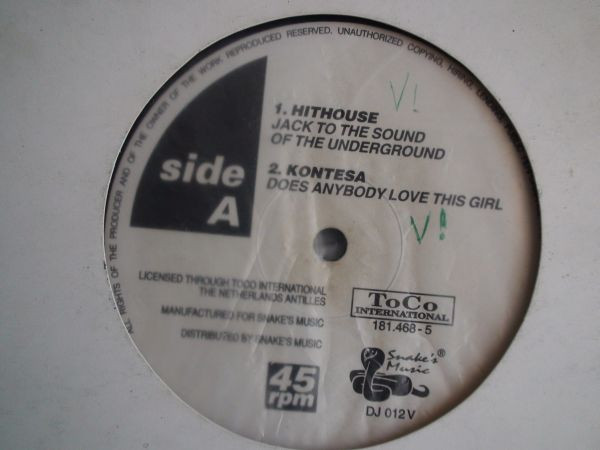 ALL RIGHTS OF THE PRODUCER AND OF THE OWNER OF THE WORK REPRODUCED RESERVED. UNAUTHORIZED COPYING, HIRING, LENDING
side
A
1. HITHOUSE
JACK TO THE SOUND
OF THE UNDERGROUND
V!
2. KONTESA
DOES ANYBODY LOVE THIS GIRL
V!
LICENSED THROUGH TOCO INTERNATIONAL
THE NETHERLANDS ANTILLES
MANUFACTURED FOR SNAKE'S MUSIC
DISTRIBUTED BY SNAKE'S MUSIC
45
rpm
ToCo
INTERNATIONAL
181.468-5
Snake's ®
Music
DJ 012 V